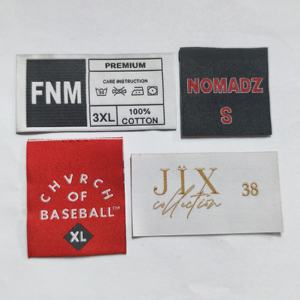 FNM
PREMIUM
CARE INSTRUCTION
3XL
100%
COTTON
NOMADZ
S
CHVRCH
OF
BASEBALL™
XL
JÏX
collection
38